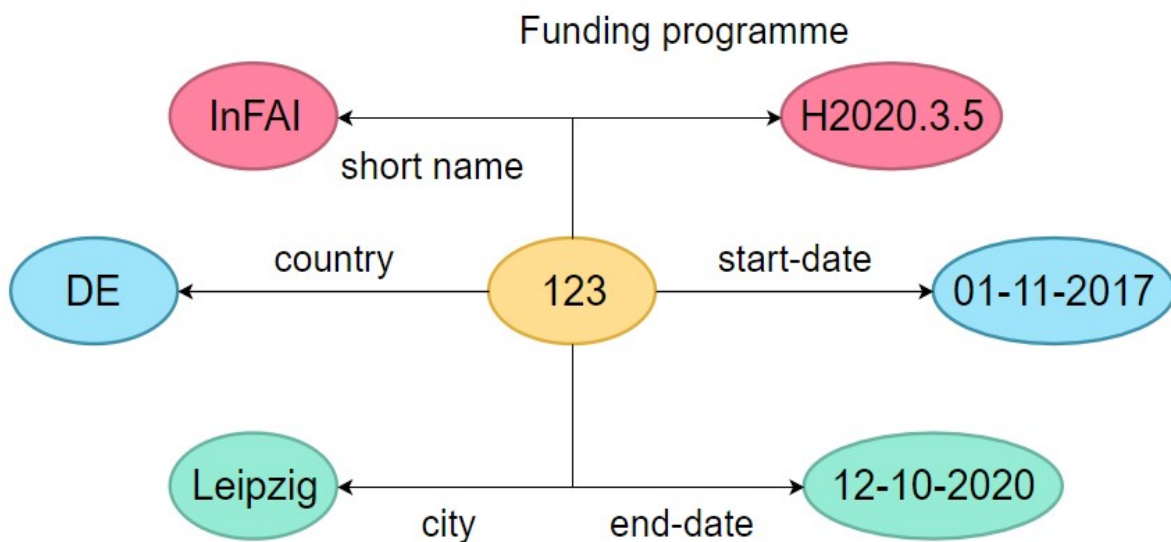 Funding programme
InFAI
H2020.3.5
short name
country
start-date
DE
123
01-11-2017
Leipzig
12-10-2020
city
end-date